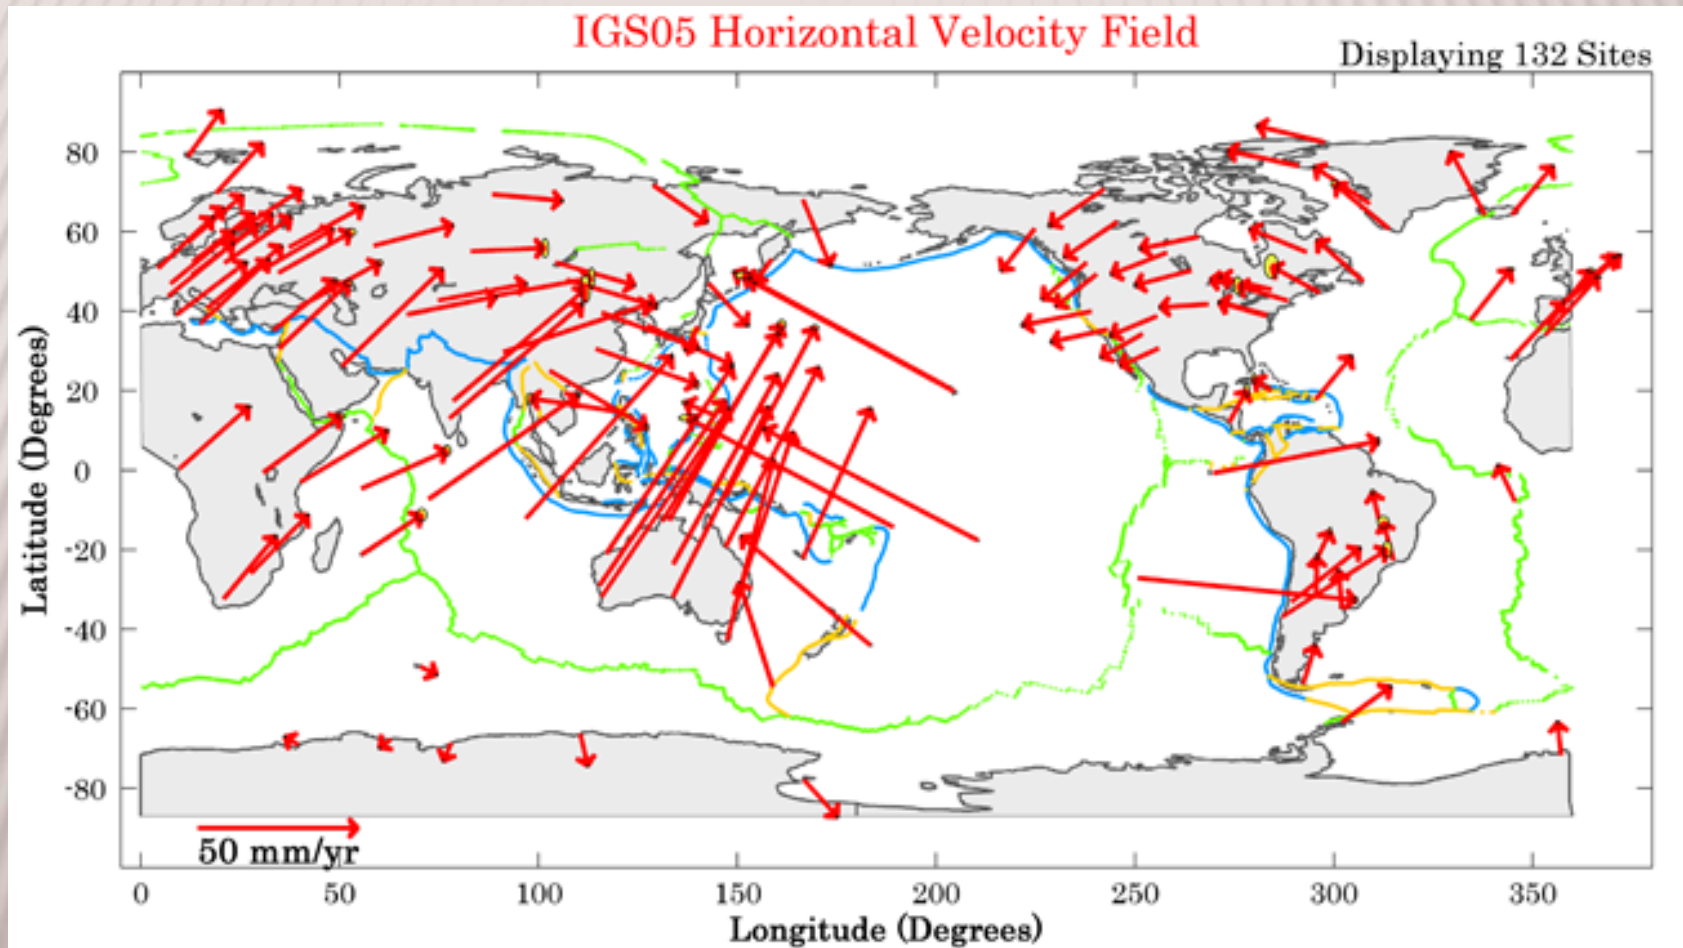 IGS05 Horizontal Velocity Field
Displaying 132 Sites
80
60
40
20
0
-20
-40
-60
-80
Latitude (Degrees)
50 mm/yr
0 50 100 150 200 250 300 350
Longitude (Degrees)